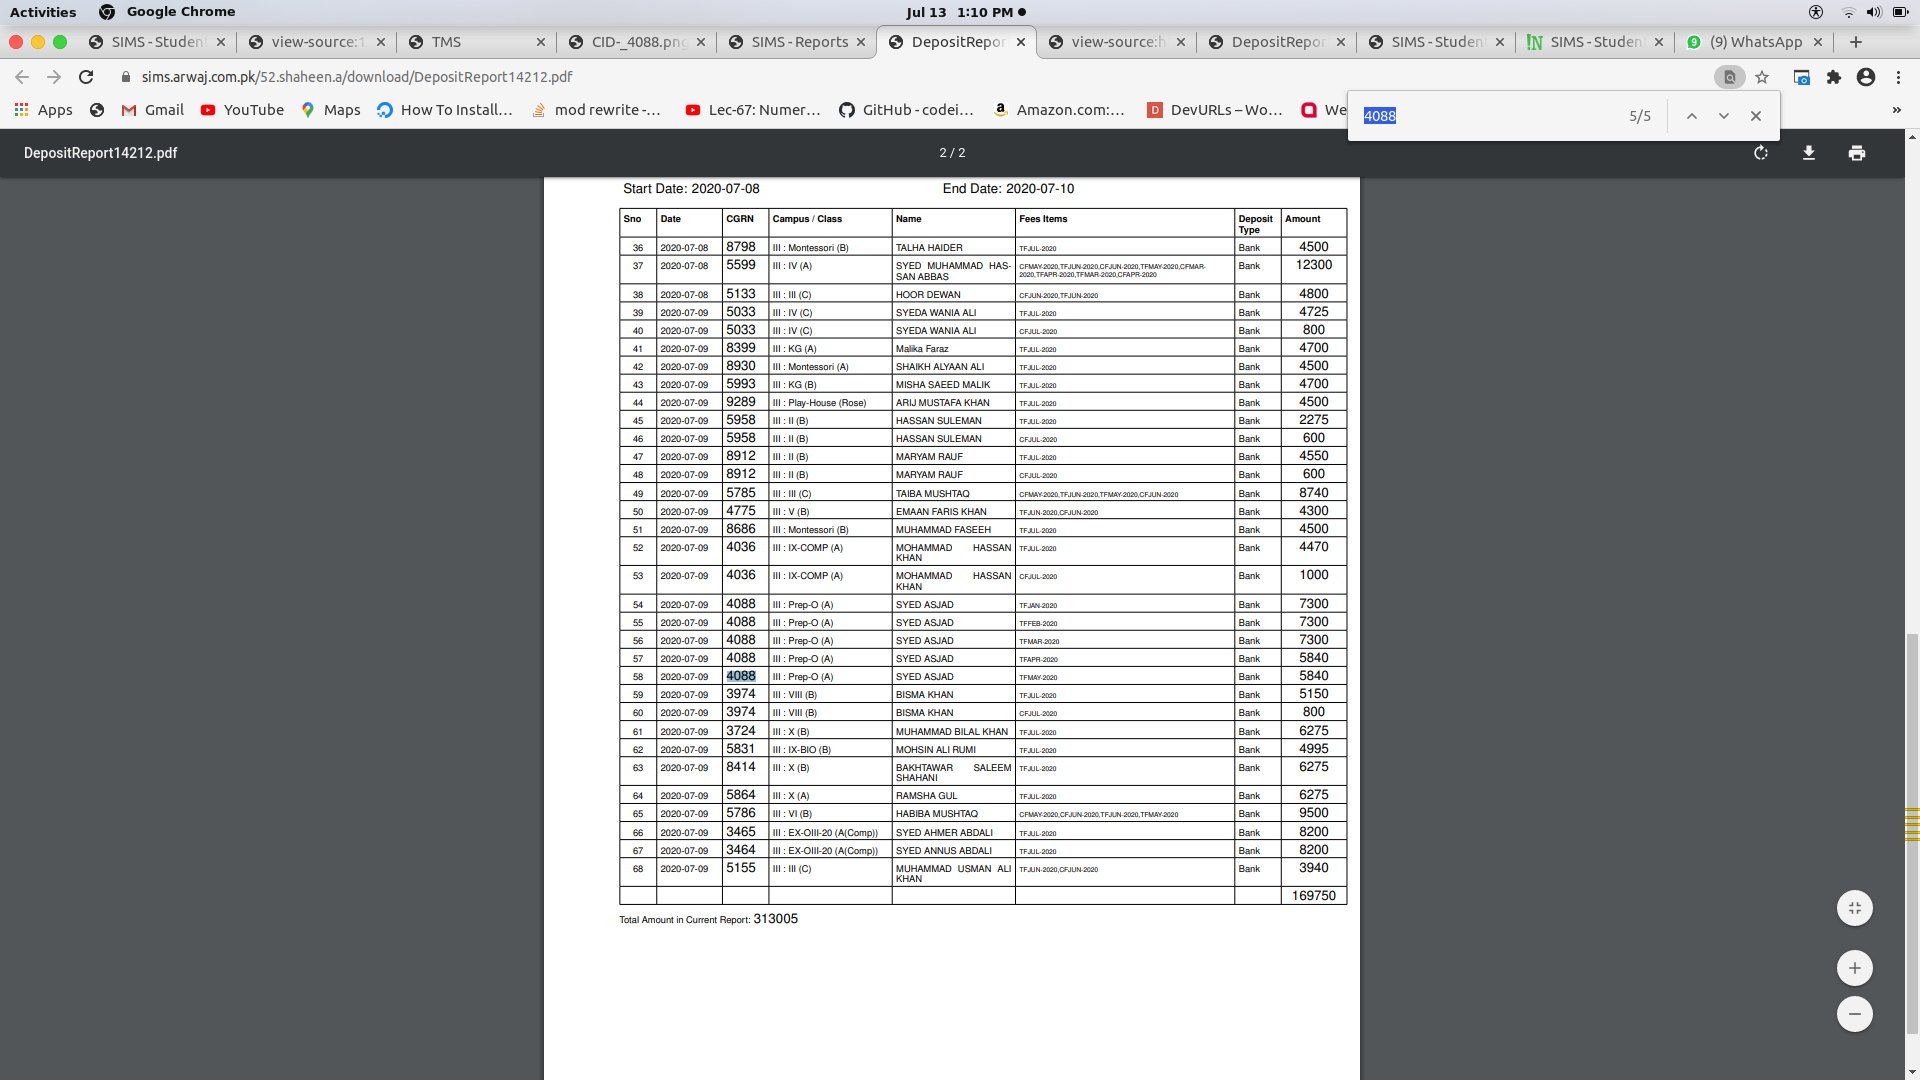 Activities Google Chrome Jul 13 1:10 PM
SIMS - Studen view-source:1 TMS CID-_4088.png SIMS - Reports DepositRepor view-source:h DepositRepor SIMS - Studen SIMS - Studen (9) WhatsApp
sims.arwaj.com.pk/52.shaheen.a/download/DepositReport14212.pdf
Apps Gmail YouTube Maps How To Install... mod rewrite -... Lec-67: Numer... GitHub - codei... Amazon.com:... DevURLs – Wo... We »
4088 5/5
DepositReport14212.pdf 2 / 2
Start Date: 2020-07-08 End Date: 2020-07-10
Sno Date CGRN Campus / Class Name Fees Items Deposit Type Amount
36 2020-07-08 8798 III : Montessori (B) TALHA HAIDER TFJUL-2020 Bank 4500
37 2020-07-08 5599 III : IV (A) SYED MUHAMMAD HAS- CFMAY-2020,TFJUN-2020,CFJUN-2020,TFMAY-2020,CFMAR- Bank 12300
SAN ABBAS 2020,TFAPR-2020,TFMAR-2020,CFAPR-2020
38 2020-07-08 5133 III : III (C) HOOR DEWAN CFJUN-2020,TFJUN-2020 Bank 4800
39 2020-07-09 5033 III : IV (C) SYEDA WANIA ALI TFJUL-2020 Bank 4725
40 2020-07-09 5033 III : IV (C) SYEDA WANIA ALI CFJUL-2020 Bank 800
41 2020-07-09 8399 III : KG (A) Malika Faraz TFJUL-2020 Bank 4700
42 2020-07-09 8930 III : Montessori (A) SHAIKH ALYAAN ALI TFJUL-2020 Bank 4500
43 2020-07-09 5993 III : KG (B) MISHA SAEED MALIK TFJUL-2020 Bank 4700
44 2020-07-09 9289 III : Play-House (Rose) ARIJ MUSTAFA KHAN TFJUL-2020 Bank 4500
45 2020-07-09 5958 III : II (B) HASSAN SULEMAN TFJUL-2020 Bank 2275
46 2020-07-09 5958 III : II (B) HASSAN SULEMAN CFJUL-2020 Bank 600
47 2020-07-09 8912 III : II (B) MARYAM RAUF TFJUL-2020 Bank 4550
48 2020-07-09 8912 III : II (B) MARYAM RAUF CFJUL-2020 Bank 600
49 2020-07-09 5785 III : III (C) TAIBA MUSHTAQ CFMAY-2020,TFJUN-2020,TFMAY-2020,CFJUN-2020 Bank 8740
50 2020-07-09 4775 III : V (B) EMAAN FARIS KHAN TFJUN-2020,CFJUN-2020 Bank 4300
51 2020-07-09 8686 III : Montessori (B) MUHAMMAD FASEEH TFJUL-2020 Bank 4500
52 2020-07-09 4036 III : IX-COMP (A) MOHAMMAD HASSAN TFJUL-2020 Bank 4470
KHAN
53 2020-07-09 4036 III : IX-COMP (A) MOHAMMAD HASSAN CFJUL-2020 Bank 1000
KHAN
54 2020-07-09 4088 III : Prep-O (A) SYED ASJAD TFJAN-2020 Bank 7300
55 2020-07-09 4088 III : Prep-O (A) SYED ASJAD TFFEB-2020 Bank 7300
56 2020-07-09 4088 III : Prep-O (A) SYED ASJAD TFMAR-2020 Bank 7300
57 2020-07-09 4088 III : Prep-O (A) SYED ASJAD TFAPR-2020 Bank 5840
58 2020-07-09 4088 III : Prep-O (A) SYED ASJAD TFMAY-2020 Bank 5840
59 2020-07-09 3974 III : VIII (B) BISMA KHAN TFJUL-2020 Bank 5150
60 2020-07-09 3974 III : VIII (B) BISMA KHAN CFJUL-2020 Bank 800
61 2020-07-09 3724 III : X (B) MUHAMMAD BILAL KHAN TFJUL-2020 Bank 6275
62 2020-07-09 5831 III : IX-BIO (B) MOHSIN ALI RUMI TFJUL-2020 Bank 4995
63 2020-07-09 8414 III : X (B) BAKHTAWAR SALEEM TFJUL-2020 Bank 6275
SHAHANI
64 2020-07-09 5864 III : X (A) RAMSHA GUL TFJUL-2020 Bank 6275
65 2020-07-09 5786 III : VI (B) HABIBA MUSHTAQ CFMAY-2020,CFJUN-2020,TFJUN-2020,TFMAY-2020 Bank 9500
66 2020-07-09 3465 III : EX-OIII-20 (A(Comp)) SYED AHMER ABDALI TFJUL-2020 Bank 8200
67 2020-07-09 3464 III : EX-OIII-20 (A(Comp)) SYED ANNUS ABDALI TFJUL-2020 Bank 8200
68 2020-07-09 5155 III : III (C) MUHAMMAD USMAN ALI TFJUN-2020,CFJUN-2020 Bank 3940
KHAN
169750
Total Amount in Current Report: 313005